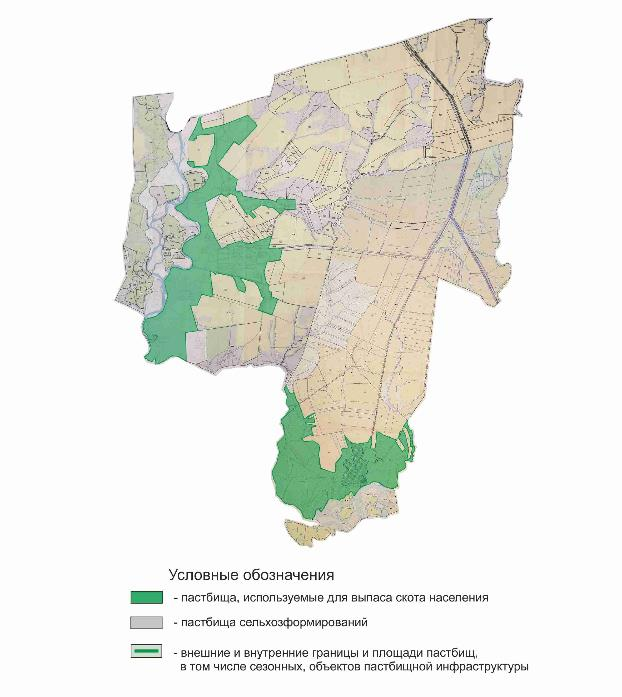 Условные обозначения
- пастбища, используемые для выпаса скота населения
- пастбища сельхозформирований
- внешние и внутренние границы и площади пастбищ,
в том числе сезонных, объектов пастбищной инфраструктуры